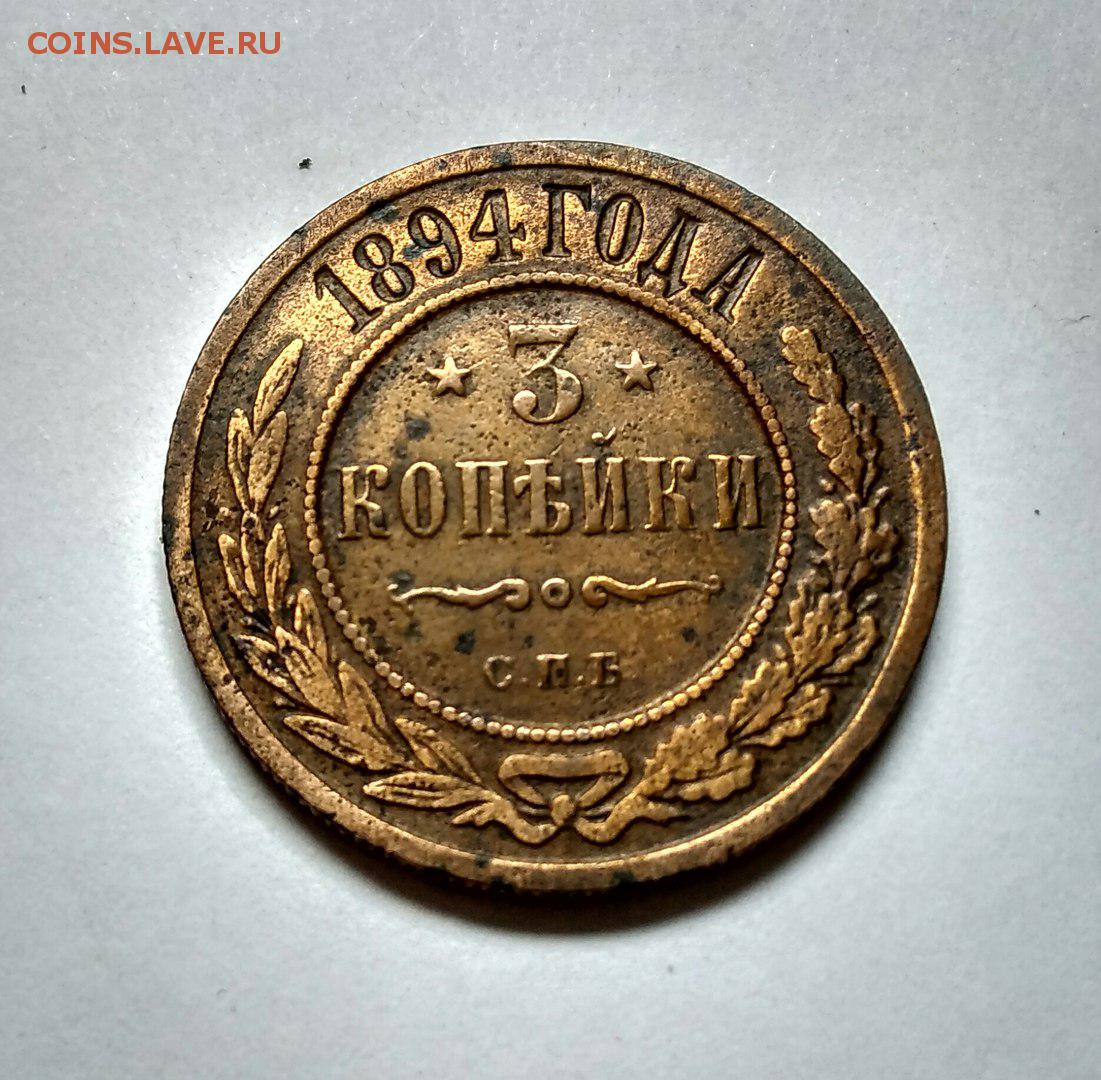 COINS.LAVE.RU
1894 ГОДА
★ 3 ★
КОПѢЙКИ
С.П.Б.